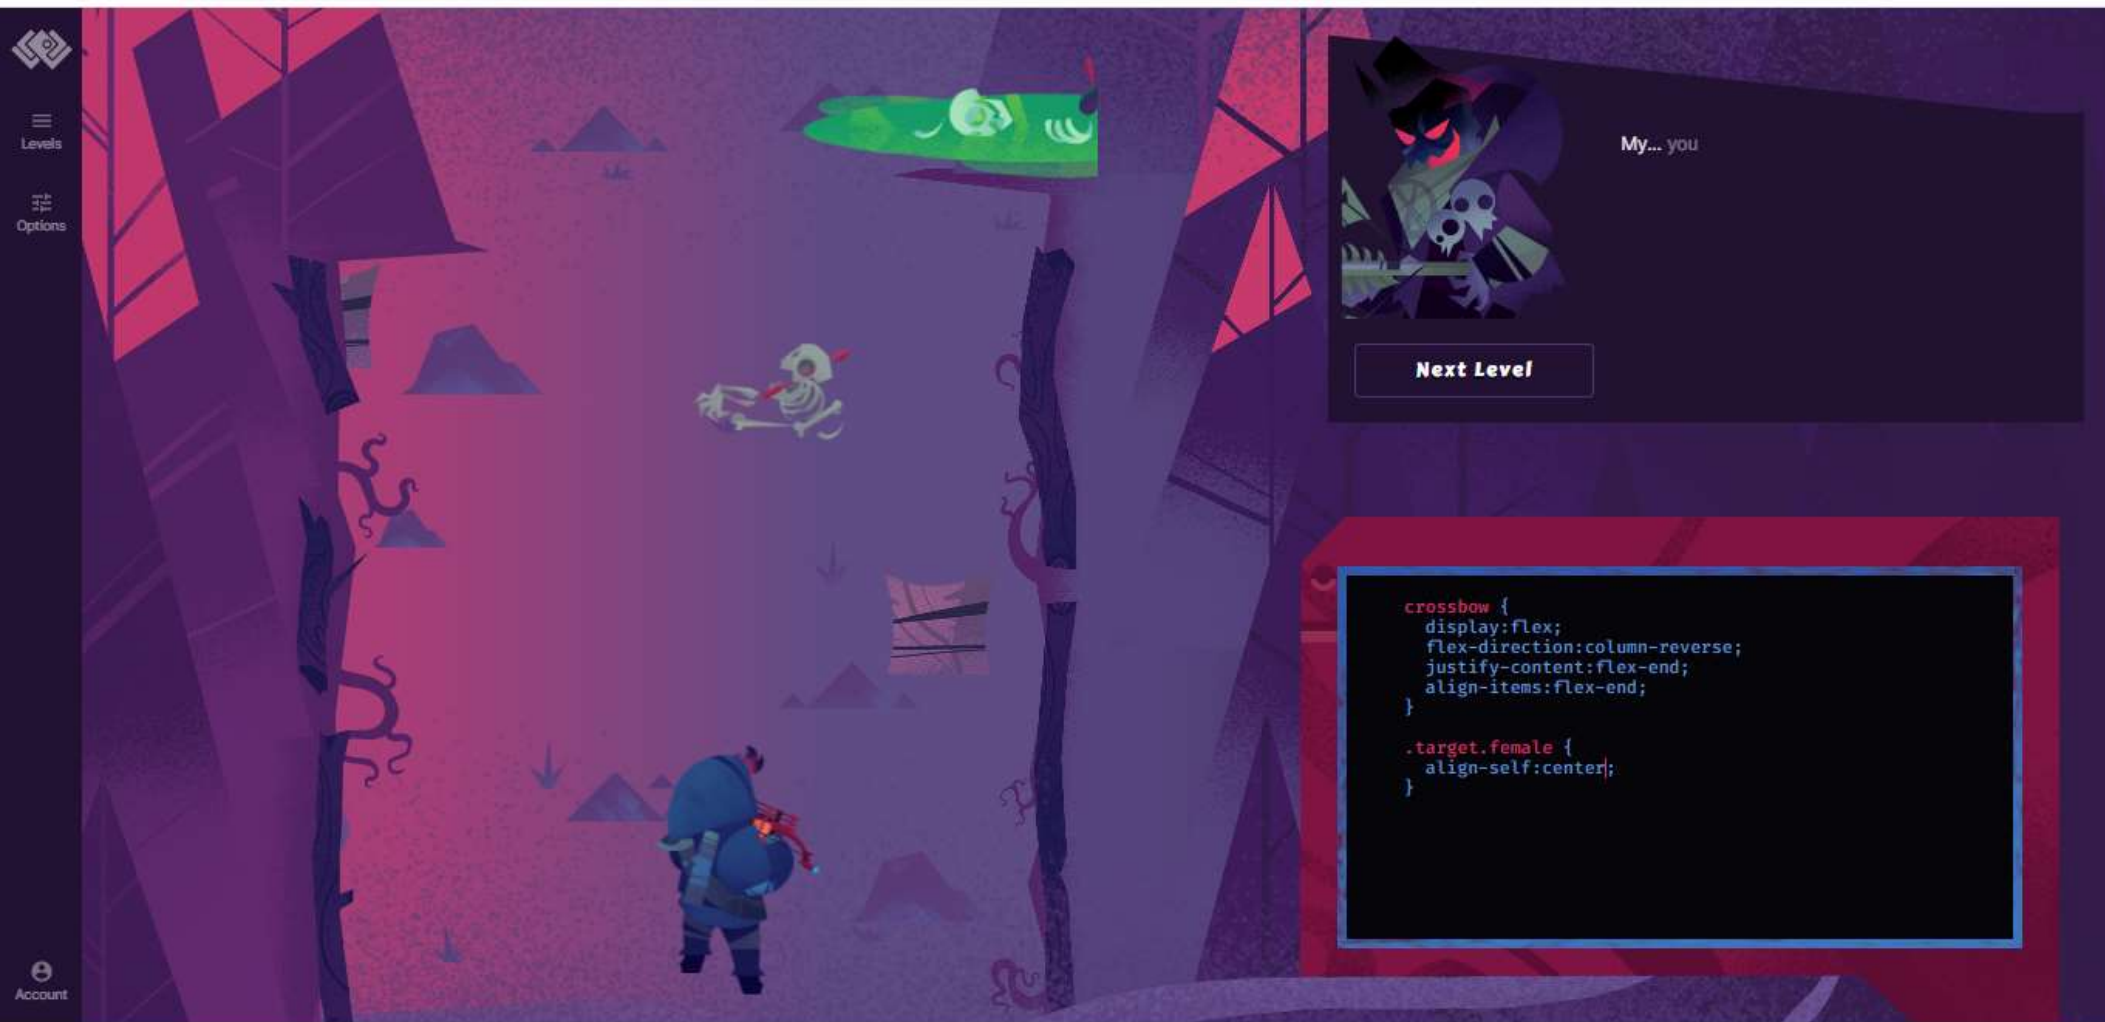 Levels
Options
My... you
Next Level
crossbow {
display:flex;
flex-direction:column-reverse;
justify-content:flex-end;
align-items:flex-end;
}
.target.female {
align-self:center;
}
Account